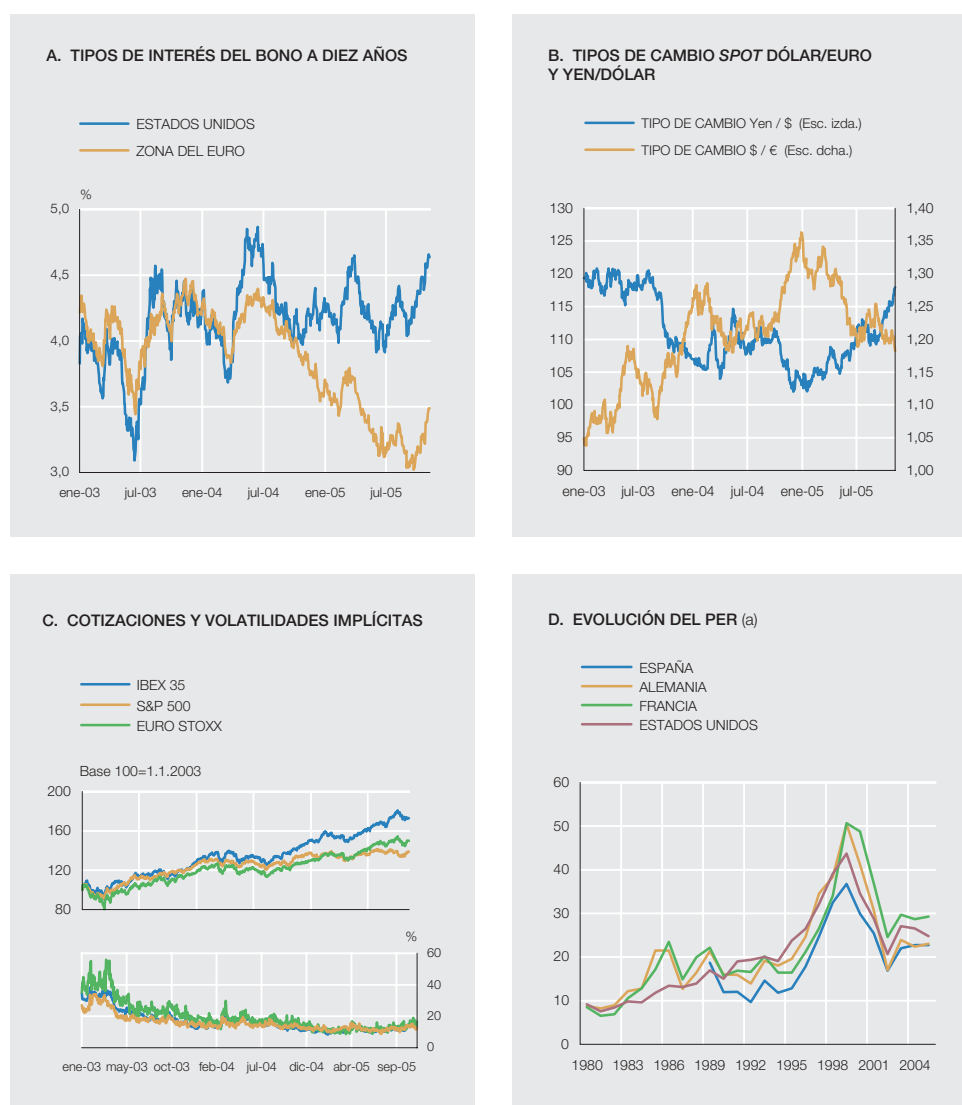 A. TIPOS DE INTERÉS DEL BONO A DIEZ AÑOS
ESTADOS UNIDOS
ZONA DEL EURO
%
5,0
4,5
4,0
3,5
3,0
ene-03 jul-03 ene-04 jul-04 ene-05 jul-05
B. TIPOS DE CAMBIO SPOT DÓLAR/EURO
Y YEN/DÓLAR
TIPO DE CAMBIO Yen / $ (Esc. izda.)
TIPO DE CAMBIO $ / € (Esc. dcha.)
130 1,40
125 1,35
120 1,30
115 1,25
110 1,20
105 1,15
100 1,10
95 1,05
90 1,00
ene-03 jul-03 ene-04 jul-04 ene-05 jul-05
C. COTIZACIONES Y VOLATILIDADES IMPLÍCITAS
IBEX 35
S&P 500
EURO STOXX
Base 100=1.1.2003
200
160
120
80
%
60
40
20
0
ene-03 may-03 oct-03 feb-04 jul-04 dic-04 abr-05 sep-05
D. EVOLUCIÓN DEL PER (a)
ESPAÑA
ALEMANIA
FRANCIA
ESTADOS UNIDOS
60
50
40
30
20
10
0
1980 1983 1986 1989 1992 1995 1998 2001 2004